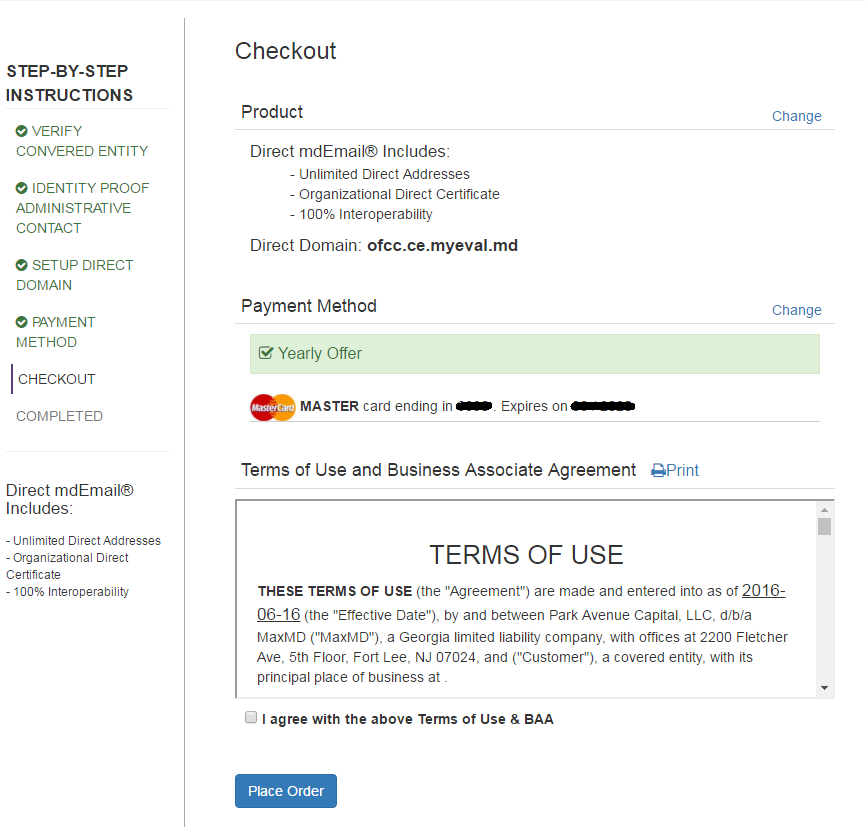 STEP-BY-STEP
INSTRUCTIONS
VERIFY
CONVERED ENTITY
IDENTITY PROOF
ADMINISTRATIVE
CONTACT
SETUP DIRECT
DOMAIN
PAYMENT
METHOD
CHECKOUT
COMPLETED
Direct mdEmail®
Includes:
- Unlimited Direct Addresses
- Organizational Direct
Certificate
- 100% Interoperability
Checkout
Product
Change
Direct mdEmail® Includes:
- Unlimited Direct Addresses
- Organizational Direct Certificate
- 100% Interoperability
Direct Domain: ofcc.ce.myeval.md
Payment Method
Change
Yearly Offer
MasterCard MASTER card ending in . Expires on
Terms of Use and Business Associate Agreement Print
TERMS OF USE
THESE TERMS OF USE (the "Agreement") are made and entered into as of 2016-
06-16 (the "Effective Date"), by and between Park Avenue Capital, LLC, d/b/a
MaxMD ("MaxMD"), a Georgia limited liability company, with offices at 2200 Fletcher
Ave, 5th Floor, Fort Lee, NJ 07024, and ("Customer"), a covered entity, with its
principal place of business at .
I agree with the above Terms of Use & BAA
Place Order